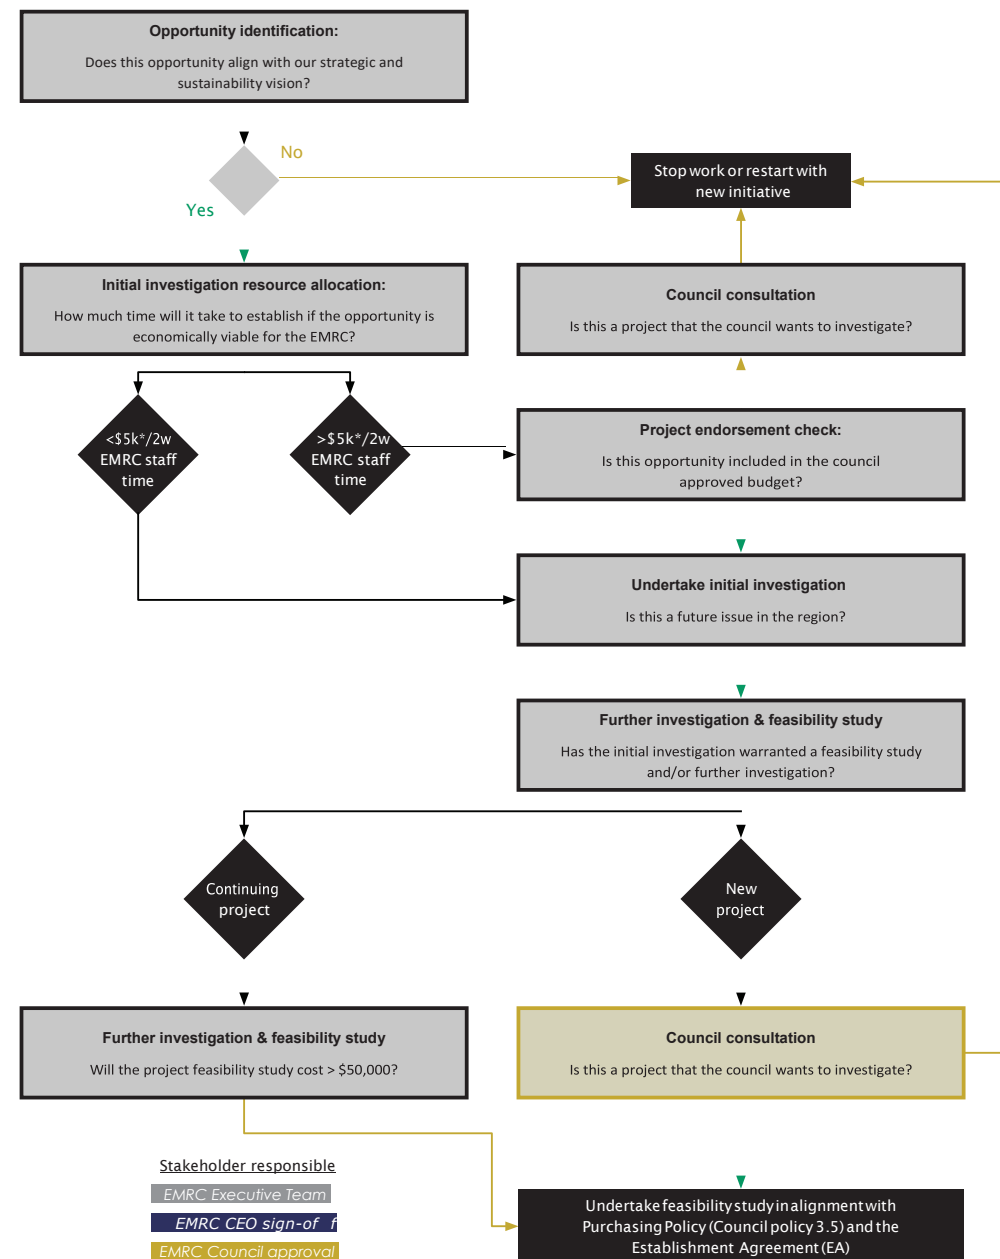 Opportunity identification:
Does this opportunity align with our strategic and
sustainability vision?
No
Yes
Stop work or restart with
new initiative
Initial investigation resource allocation:
How much time will it take to establish if the opportunity is
economically viable for the EMRC?
Council consultation
Is this a project that the council wants to investigate?
<$5k*/2w
EMRC staff
time
>$5k*/2w
EMRC staff
time
Project endorsement check:
Is this opportunity included in the council
approved budget?
Undertake initial investigation
Is this a future issue in the region?
Further investigation & feasibility study
Has the initial investigation warranted a feasibility study
and/or further investigation?
Continuing
project
New
project
Further investigation & feasibility study
Will the project feasibility study cost > $50,000?
Council consultation
Is this a project that the council wants to investigate?
Stakeholder responsible
EMRC Executive Team
EMRC CEO sign-of f
EMRC Council approval
Undertake feasibility study in alignment with
Purchasing Policy (Council policy 3.5) and the
Establishment Agreement (EA)